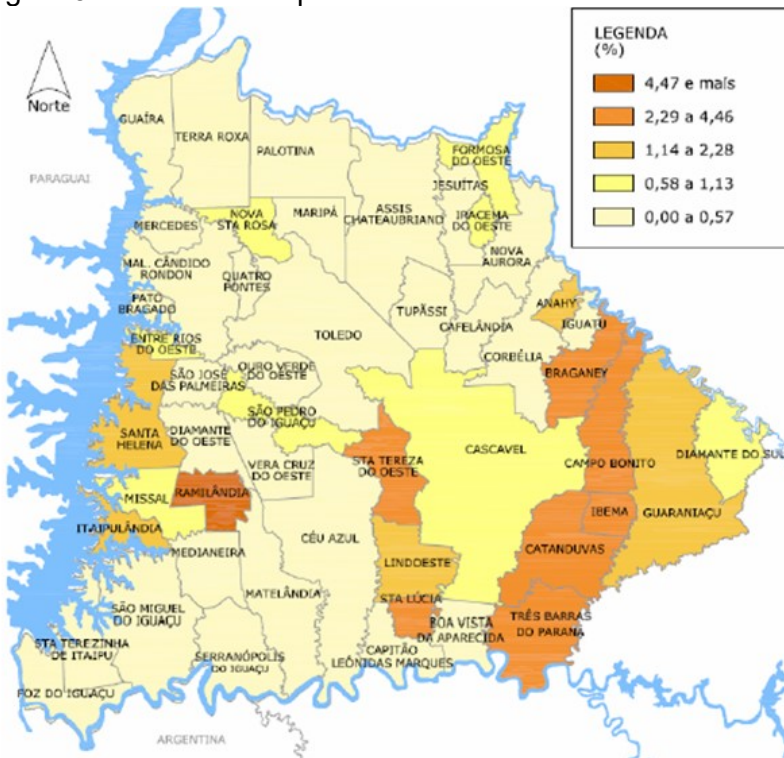 LEGENDA
(%)
4,47 e mais
2,29 a 4,46
1,14 a 2,28
0,58 a 1,13
0,00 a 0,57
Norte
PARAGUAI
GUAÍRA
TERRA ROXA
PALOTINA
FORMOSA
DO OESTE
JESUÍTAS
ASSIS
CHATEAUBRIAND
IRACEMA
DO OESTE
MARIPÁ
NOVA
STA ROSA
MERCEDES
NOVA
AURORA
MAL. CÂNDIDO
RONDON
QUATRO
PONTES
PATO
BRAGADO
TUPÃSSI
ANAHY
IGUATU
CAFELÂNDIA
TOLEDO
CORBÉLIA
ENTRE RIOS
DO OESTE
SÃO JOSÉ
DAS PALMEIRAS
OURO VERDE
DO OESTE
BRAGANEY
SÃO PEDRO
DO IGUAÇU
SANTA
HELENA
DIAMANTE
DO OESTE
CASCAVEL
DIAMANTE DO SUL
STA TEREZA
DO OESTE
CAMPO BONITO
VERA CRUZ
DO OESTE
MISSAL
RAMILÂNDIA
IBEMA
GUARANIAÇU
ITAIPULÂNDIA
CÉU AZUL
CATANDUVAS
MEDIANEIRA
LINDOESTE
MATELÂNDIA
STA LÚCIA
SÃO MIGUEL
DO IGUAÇU
TRÊS BARRAS
DO PARANA
BOA VISTA
DA APARECIDA
STA TEREZINHA
DE ITAIPU
SERRANÓPOLIS
DO IGUAÇU
CAPITÃO
LEÔNIDAS MARQUES
FOZ DO IGUAÇU
ARGENTINA